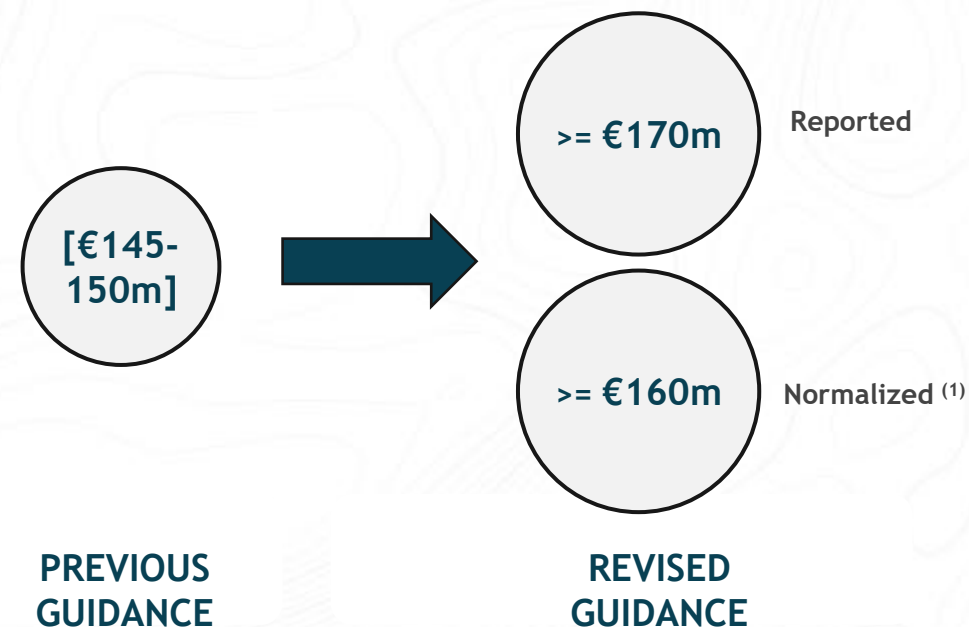 [€145-
150m]
>= €170m
Reported
>= €160m
Normalized (1)
PREVIOUS
GUIDANCE
REVISED
GUIDANCE